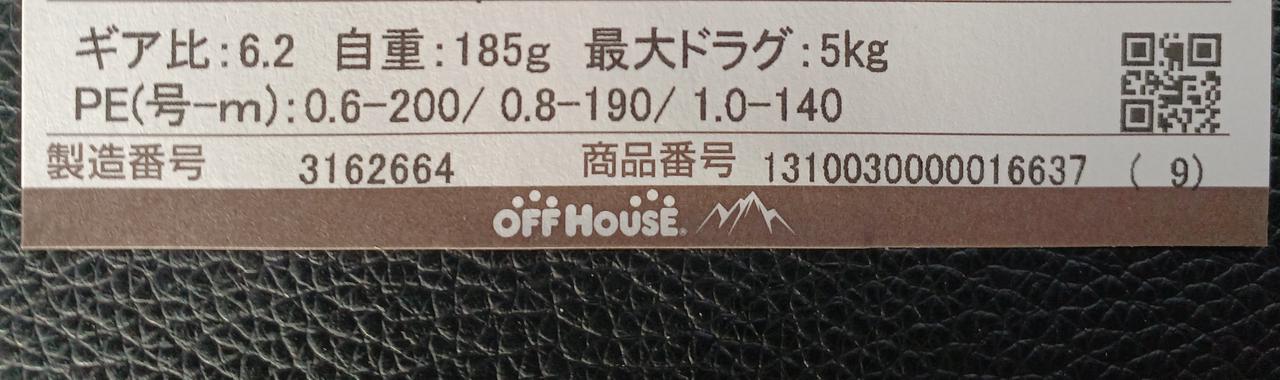 ギア比:6.2 自重:185g 最大ドラグ:5kg
PE(号-m):0.6-200/ 0.8-190/ 1.0-140
製造番号 3162664 商品番号 1310030000016637 ( 9)
OFF HOUSE®